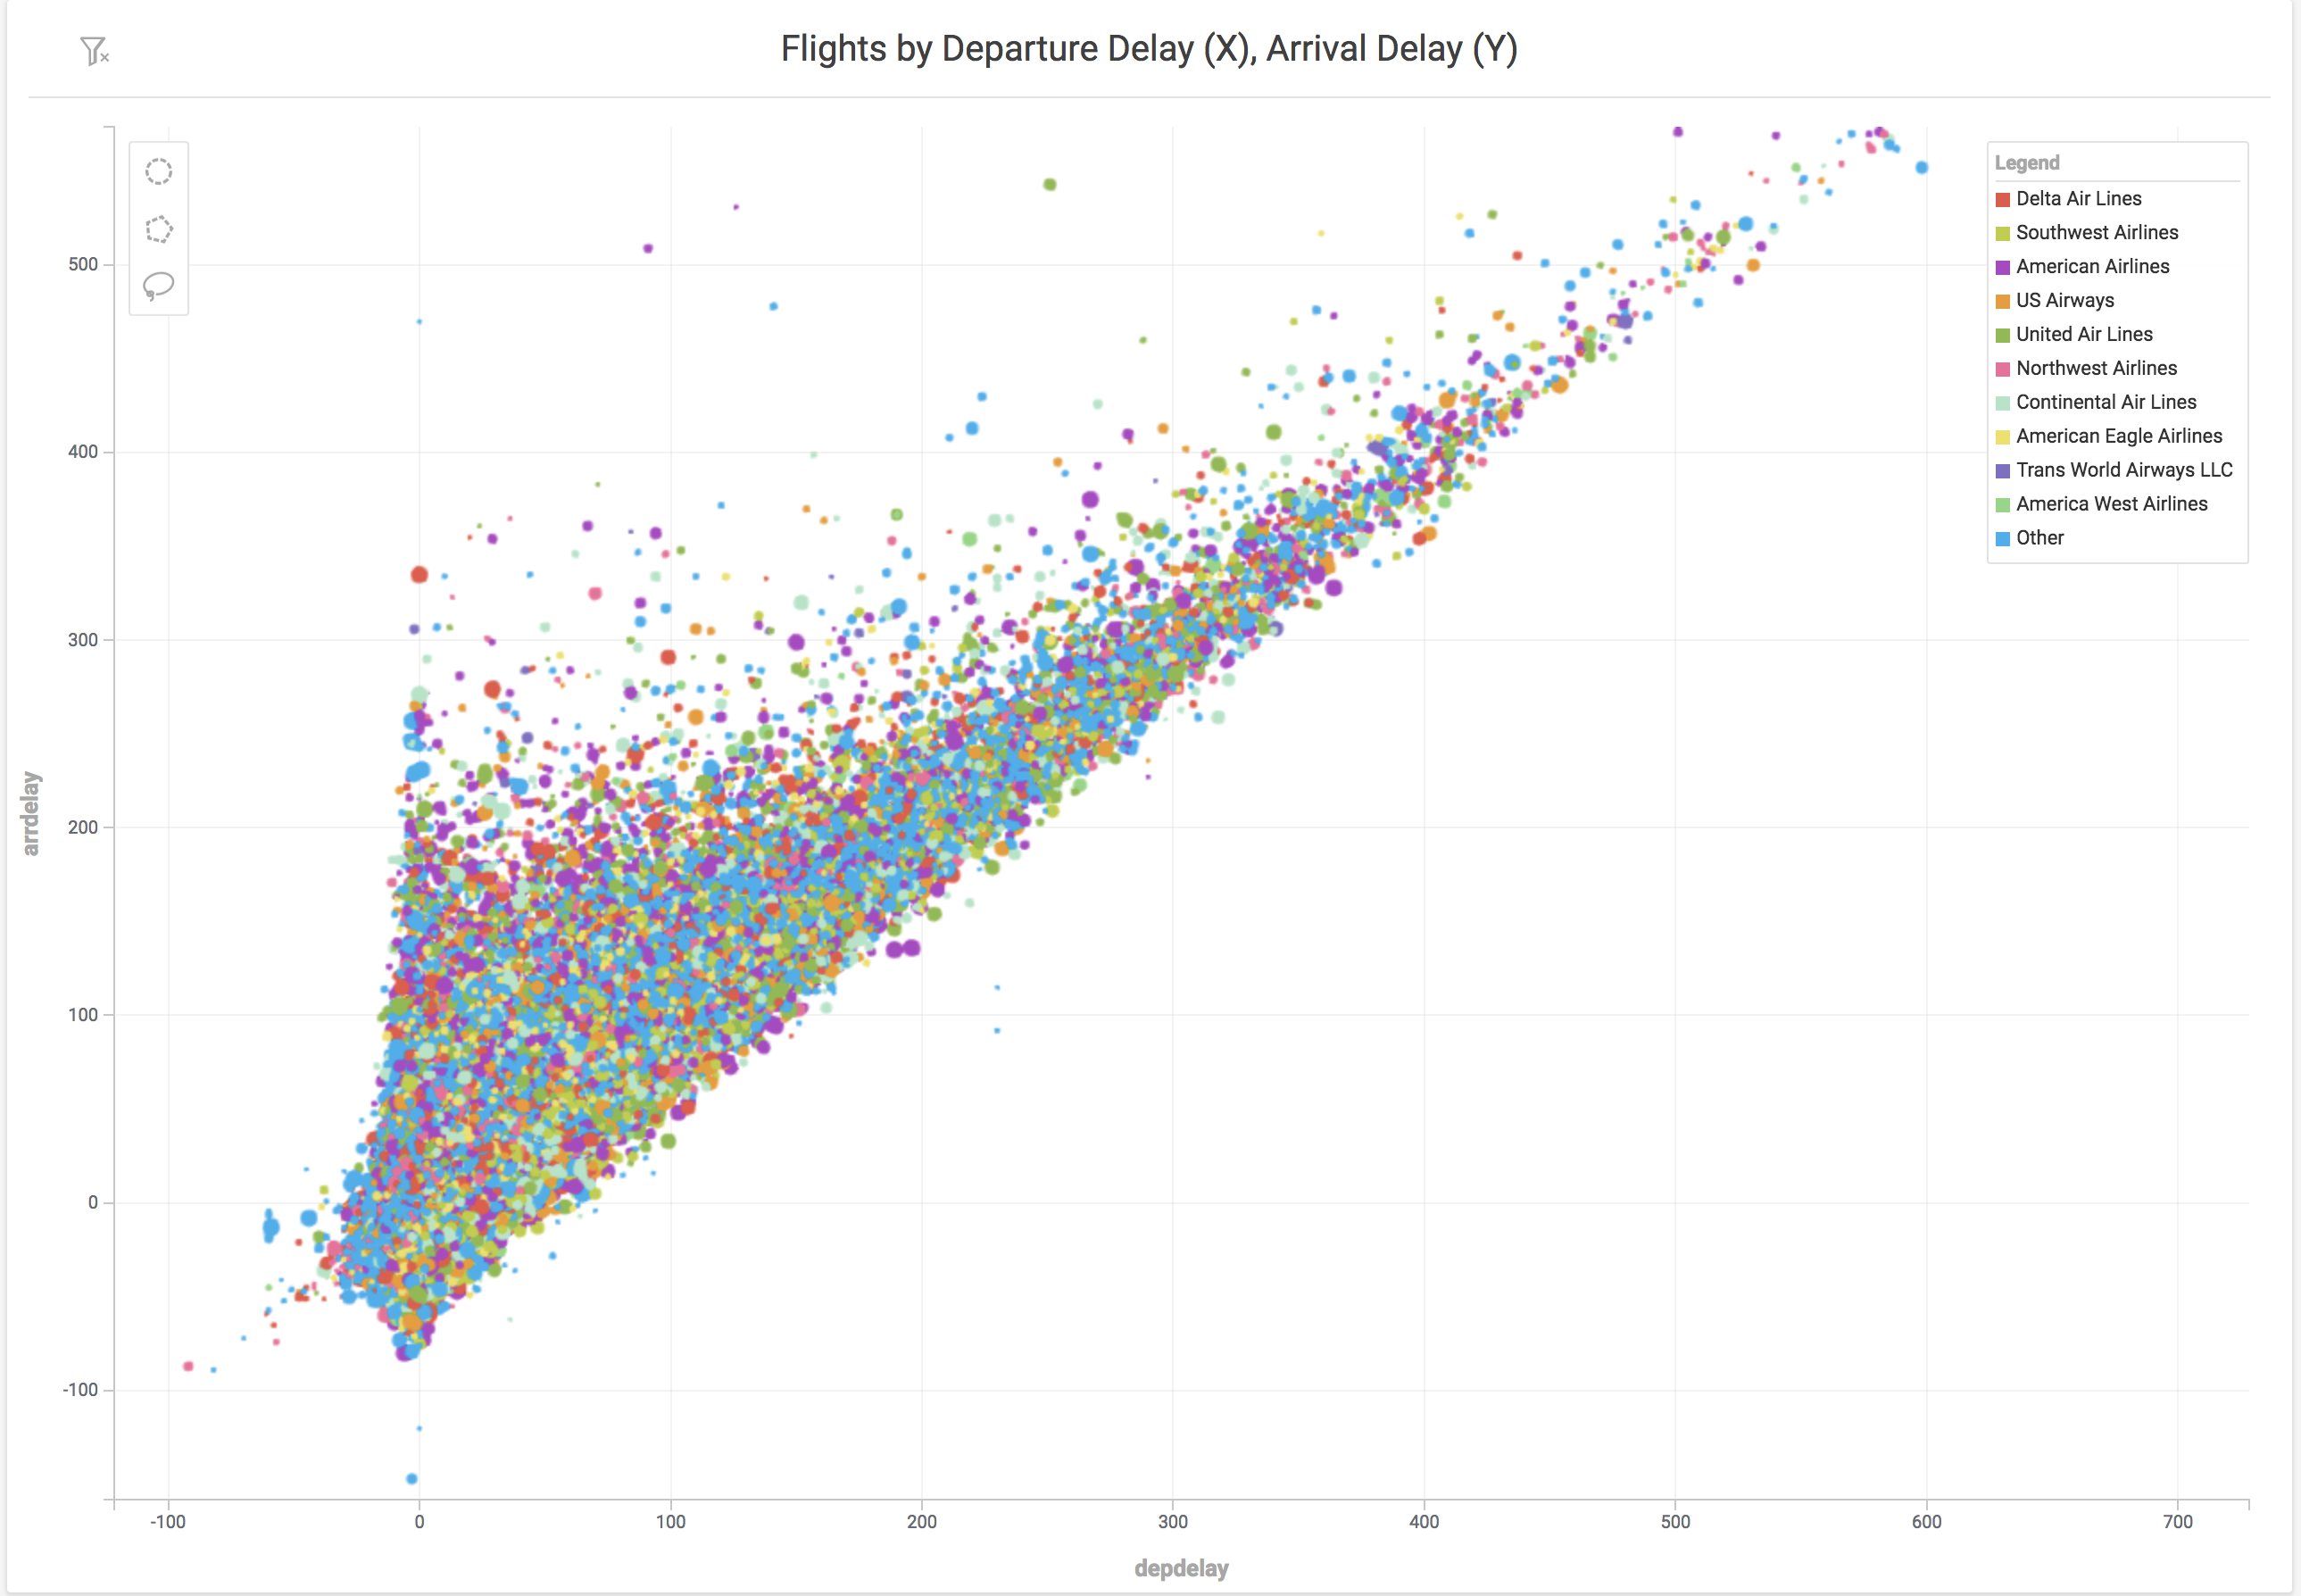 Flights by Departure Delay (X), Arrival Delay (Y)
Legend
Delta Air Lines
Southwest Airlines
American Airlines
US Airways
United Air Lines
Northwest Airlines
Continental Air Lines
American Eagle Airlines
Trans World Airways LLC
America West Airlines
Other
arrdelay
500
400
300
200
100
0
-100
-100 0 100 200 300 400 500 600 700
depdelay